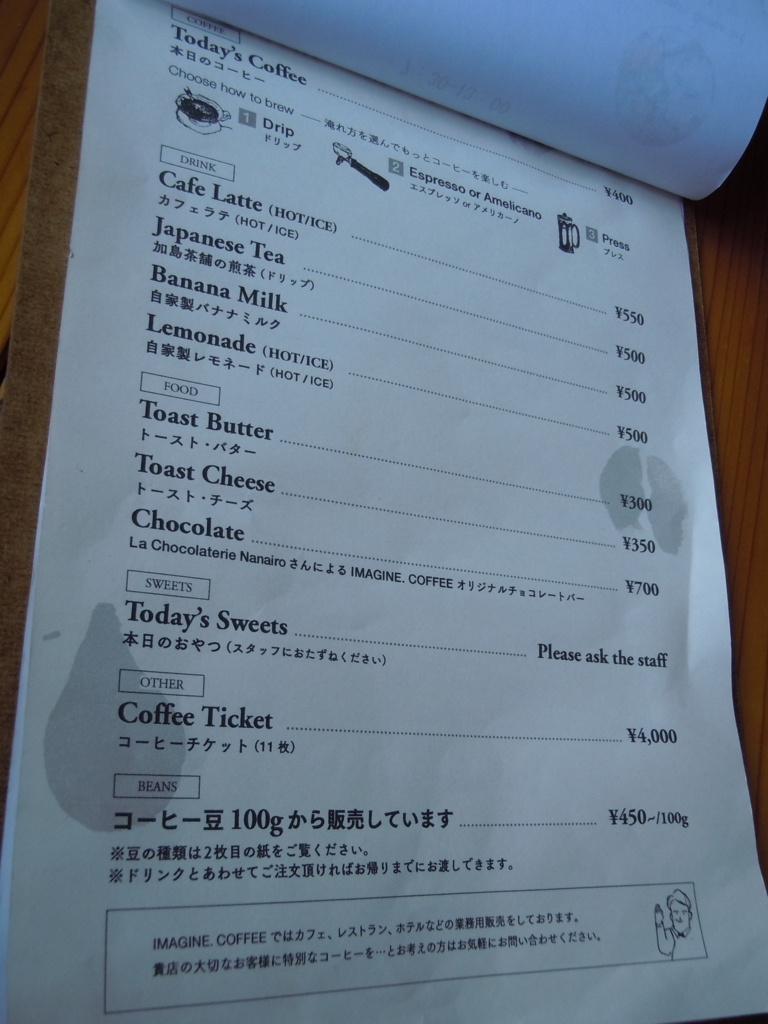 COFFEE
Today's Coffee ¥400
本日のコーヒー
Choose how to brew — 淹れ方を選んでもっとコーヒーを楽しむ —
1 Drip
ドリップ
2 Espresso or Amelicano
エスプレッソ or アメリカーノ
3 Press
プレス
DRINK
Cafe Latte (HOT/ICE) ¥550
カフェラテ (HOT/ICE)
Japanese Tea ¥500
加島茶舗の煎茶(ドリップ)
Banana Milk ¥500
自家製バナナミルク
Lemonade (HOT/ICE) ¥500
自家製レモネード (HOT/ICE)
FOOD
Toast Butter ¥300
トースト・バター
Toast Cheese ¥350
トースト・チーズ
Chocolate ¥700
La Chocolaterie Nanairo さんによる IMAGINE. COFFEE オリジナルチョコレートバー
SWEETS
Today's Sweets Please ask the staff
本日のおやつ(スタッフにおたずねください)
OTHER
Coffee Ticket ¥4,000
コーヒーチケット (11 枚)
BEANS
コーヒー豆 100g から販売しています ¥450~/100g
※豆の種類は2枚目の紙をご覧ください。
※ドリンクとあわせてご注文頂ければお帰りまでにお渡しできます。
IMAGINE. COFFEE ではカフェ、レストラン、ホテルなどの業務用販売をしております。
貴店の大切なお客様に特別なコーヒーを…とお考えの方はお気軽にお問い合わせください。